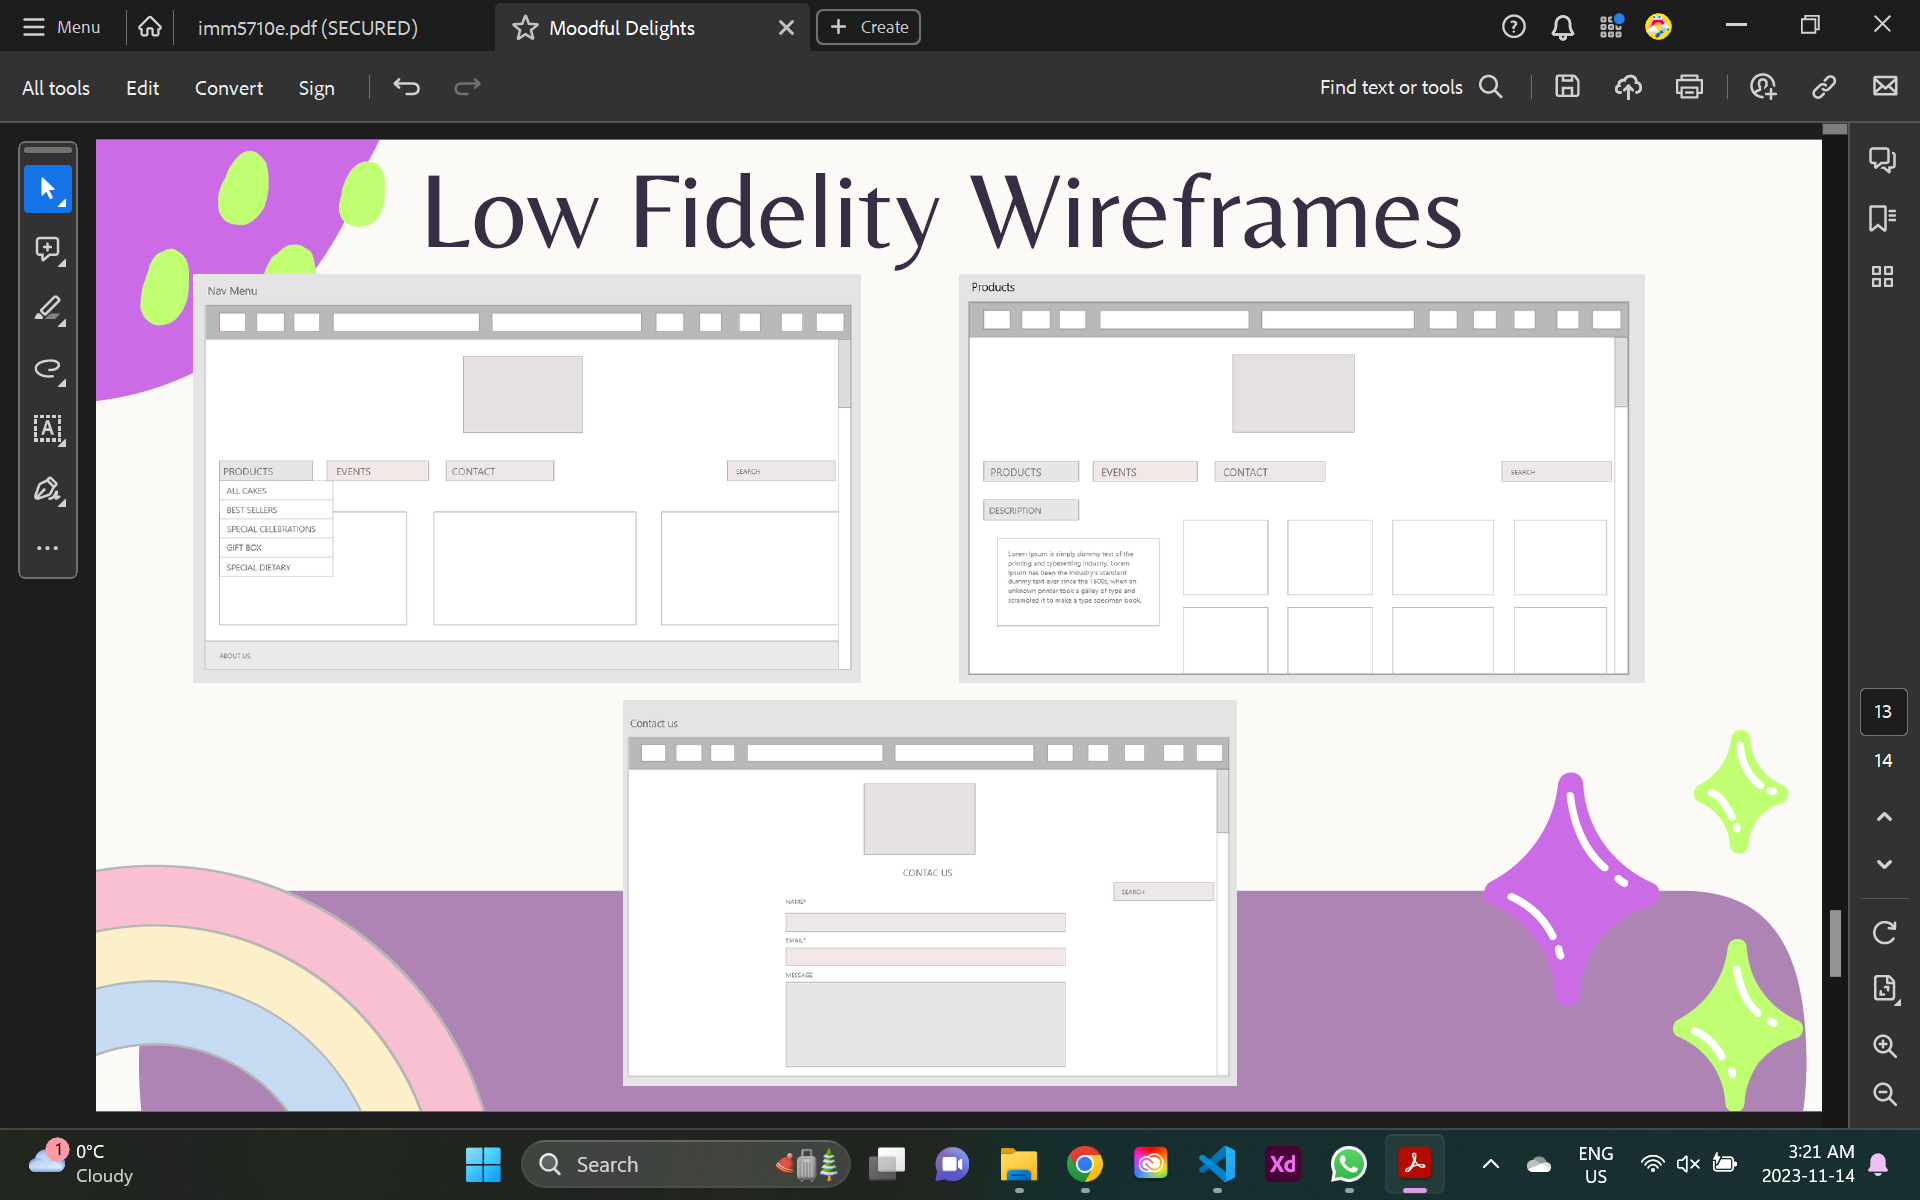 Menu
imm5710e.pdf (SECURED)
Moodful Delights
Create
All tools
Edit
Convert
Sign
Find text or tools
Low Fidelity Wireframes
Nav Menu
PRODUCTS
EVENTS
CONTACT
SEARCH
ALL CAKES
BEST SELLERS
SPECIAL CELEBRATIONS
GIFT BOX
SPECIAL DIETARY
ABOUT US
Products
PRODUCTS
EVENTS
CONTACT
SEARCH
DESCRIPTION
Lorem Ipsum is simply dummy text of the
printing and typesetting industry. Lorem
Ipsum has been the industry's standard
dummy text ever since the 1500s, when an
unknown printer took a galley of type and
scrambled it to make a type specimen book.
Contact us
CONTAC US
SEARCH
NAME*
EMAIL*
MESSAGE
13
14
1
0°C
Cloudy
Search
Xd
ENG
US
3:21 AM
2023-11-14